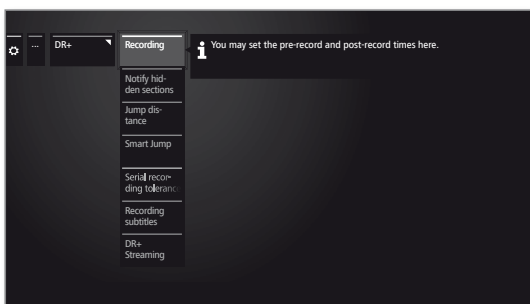 ... DR+ Recording
You may set the pre-record and post-record times here.
Notify hid-
den sections
Jump dis-
tance
Smart Jump
Serial recor-
ding tolerance
Recording
subtitles
DR+
Streaming